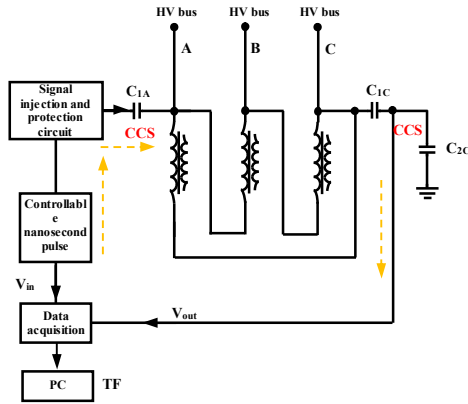 HV bus
HV bus
HV bus
A
B
C
Signal
injection and
protection
circuit
C1A
C1C
CCS
CCS
C2C
Controllabl
e
nanosecond
pulse
Vin
Data
acquisition
Vout
PC
TF